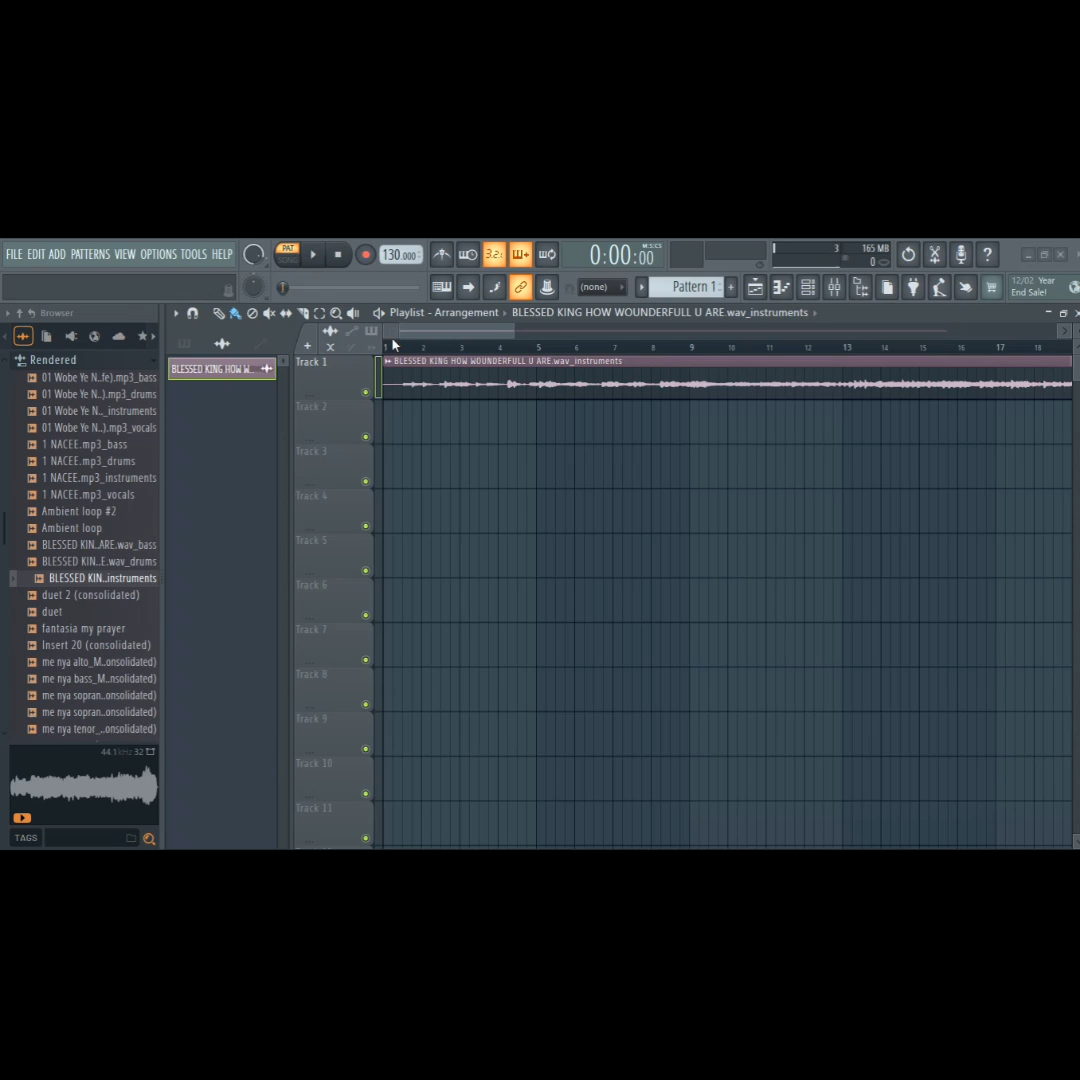 FILE EDIT ADD PATTERNS VIEW OPTIONS TOOLS HELP
PAT
SONG
130.000
3.2:
0:00:00
M:S:CS
3
165 MB
0
(none)
Pattern 1
12/02 Year
End Sale!
Browser
Playlist - Arrangement › BLESSED KING HOW WOUNDERFULL U ARE.wav_instruments ›
Rendered
01 Wobe Ye N..fe).mp3_bass
01 Wobe Ye N..).mp3_drums
01 Wobe Ye N.._instruments
01 Wobe Ye N..).mp3_vocals
1 NACEE.mp3_bass
1 NACEE.mp3_drums
1 NACEE.mp3_instruments
1 NACEE.mp3_vocals
Ambient loop #2
Ambient loop
BLESSED KIN..ARE.wav_bass
BLESSED KIN..E.wav_drums
BLESSED KIN..instruments
duet 2 (consolidated)
duet
fantasia my prayer
Insert 20 (consolidated)
me nya alto_M..onsolidated)
me nya bass_M..nsolidated)
me nya sopran..onsolidated)
me nya sopran..onsolidated)
me nya tenor_..onsolidated)
44.1kHz 32
TAGS
BLESSED KING HOW W...
1 2 3 4 5 6 7 8 9 10 11 12 13 14 15 16 17 18
Track 1
BLESSED KING HOW WOUNDERFULL U ARE.wav_instruments
Track 2
Track 3
Track 4
Track 5
Track 6
Track 7
Track 8
Track 9
Track 10
Track 11